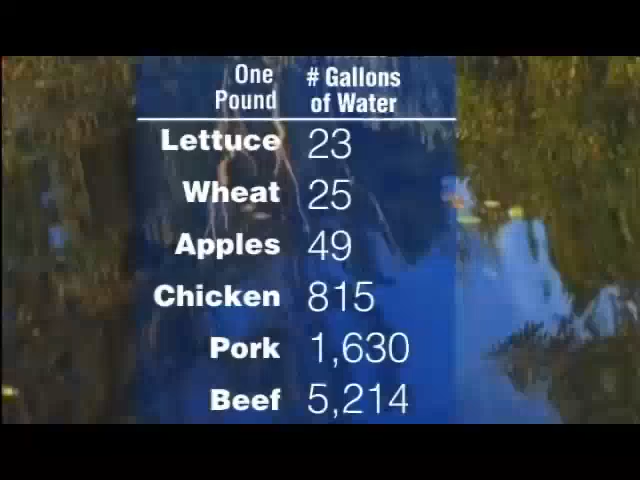 One Pound # Gallons of Water
Lettuce 23
Wheat 25
Apples 49
Chicken 815
Pork 1,630
Beef 5,214